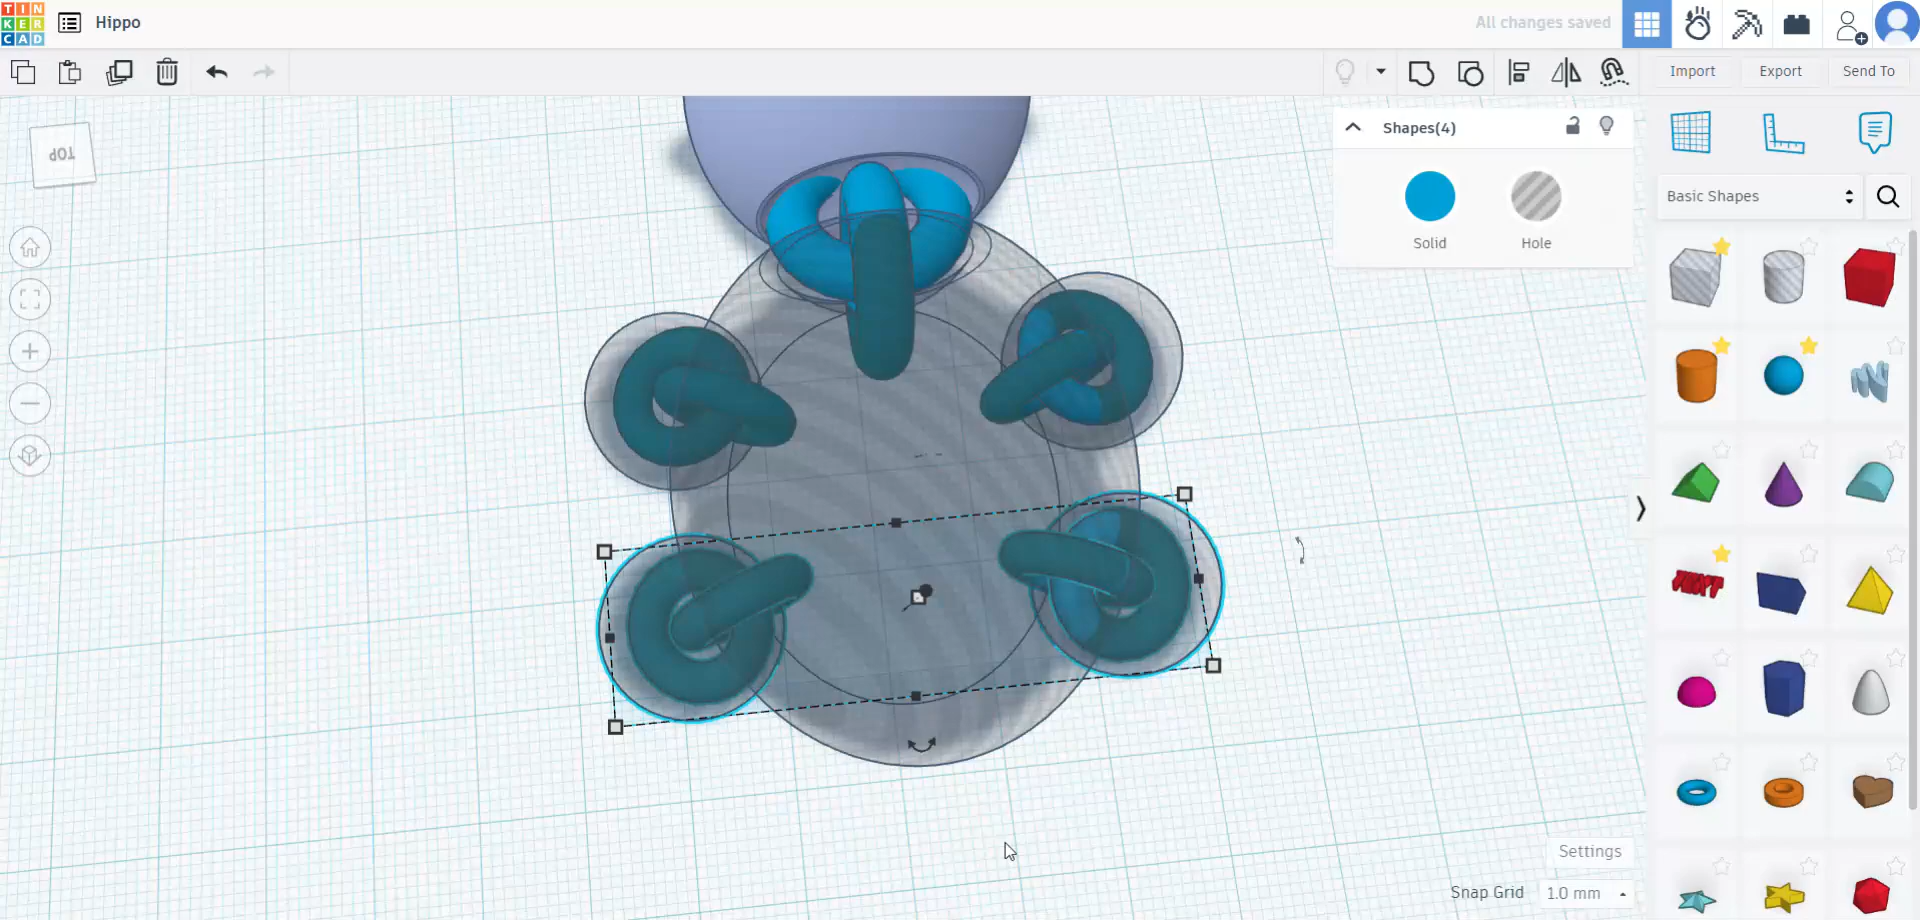 TIN
KER
CAD
Hippo
All changes saved
Import
Export
Send To
TOP
Shapes(4)
Solid
Hole
Basic Shapes
TEXT
Settings
Snap Grid
1.0 mm